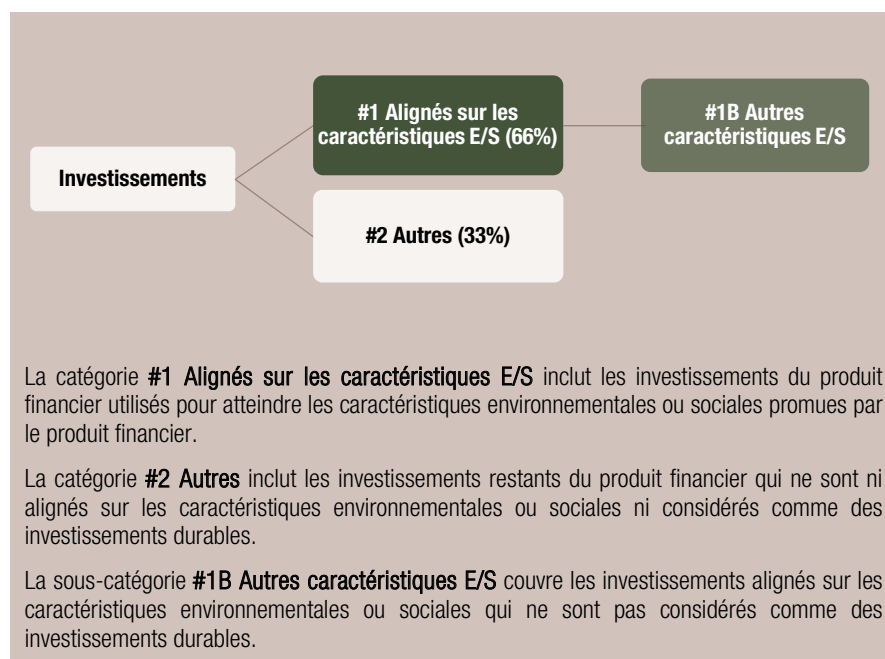 #1 Alignés sur les
caractéristiques E/S (66%)
#1B Autres
caractéristiques E/S
Investissements
#2 Autres (33%)
La catégorie #1 Alignés sur les caractéristiques E/S inclut les investissements du produit
financier utilisés pour atteindre les caractéristiques environnementales ou sociales promues par
le produit financier.
La catégorie #2 Autres inclut les investissements restants du produit financier qui ne sont ni
alignés sur les caractéristiques environnementales ou sociales ni considérés comme des
investissements durables.
La sous-catégorie #1B Autres caractéristiques E/S couvre les investissements alignés sur les
caractéristiques environnementales ou sociales qui ne sont pas considérés comme des
investissements durables.